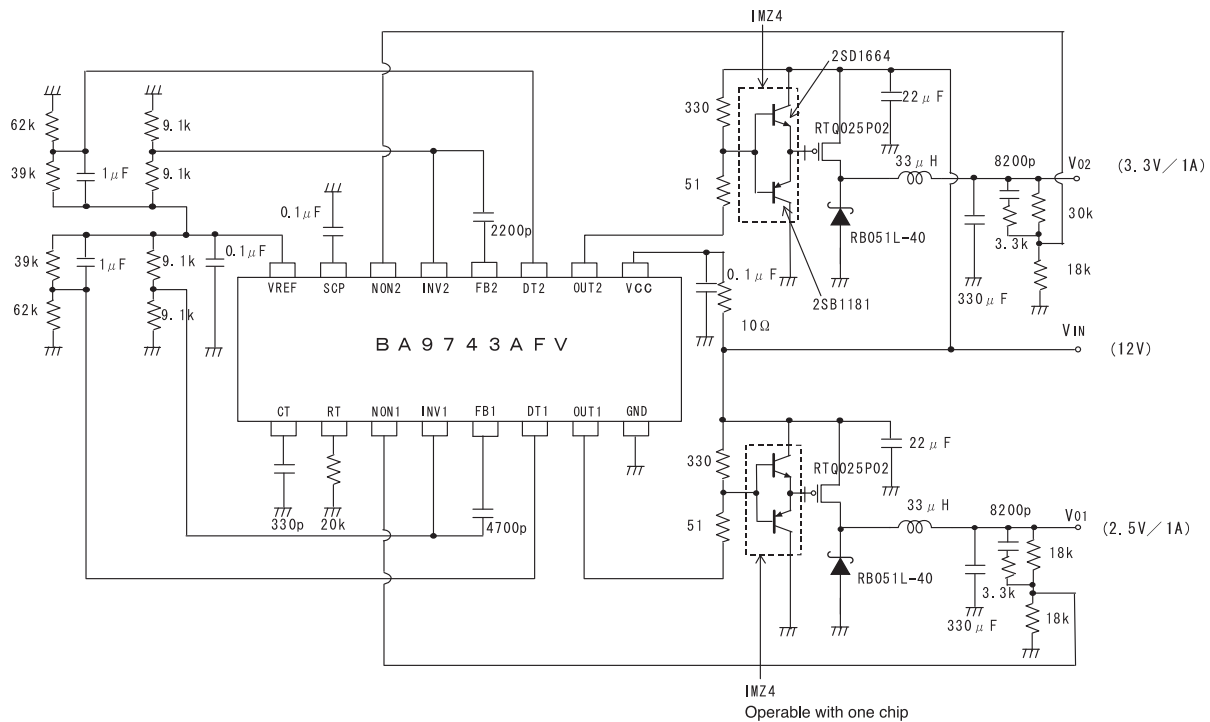 IMZ4
2SD1664
330
22μF
RTQ025P02
62k
9.1k
39k
1μF
9.1k
51
33μH
8200p
VO2
(3.3V/1A)
0.1μF
2200p
RB051L-40
3.3k
30k
18k
39k
1μF
9.1k
0.1μF
62k
9.1k
VREF
SCP
NON2
INV2
FB2
DT2
OUT2
VCC
0.1μF
10Ω
2SB1181
330μF
BA9743AFV
VIN
(12V)
CT
RT
NON1
INV1
FB1
DT1
OUT1
GND
330p
20k
4700p
330
22μF
RTQ025P02
51
33μH
8200p
VO1
(2.5V/1A)
RB051L-40
3.3k
18k
330μF
18k
IMZ4
Operable with one chip